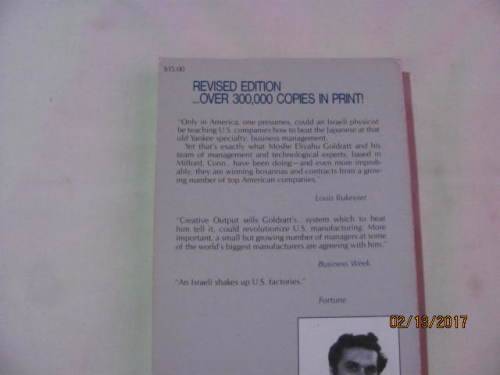 $15.00
REVISED EDITION
...OVER 300,000 COPIES IN PRINT!
"Only in America, one presumes, could an Israeli physicist
be teaching U.S. companies how to beat the Japanese at that
old Yankee specialty, business management.
Yet that's exactly what Moshe Eliyahu Goldratt and his
team of management and technological experts, based in
Milford, Conn. have been doing—and even more improb-
ably, they are winning bonanzas and contracts from a grow-
ing number of top American companies."
Louis Rukeyser
"Creative Output sells Goldratt's...system which to hear
him tell it, could revolutionize U.S. manufacturing. More
important, a small but growing number of managers at some
of the world's biggest manufacturers are agreeing with him."
Business Week
"An Israeli shakes up U.S. factories."
Fortune
02/19/2017